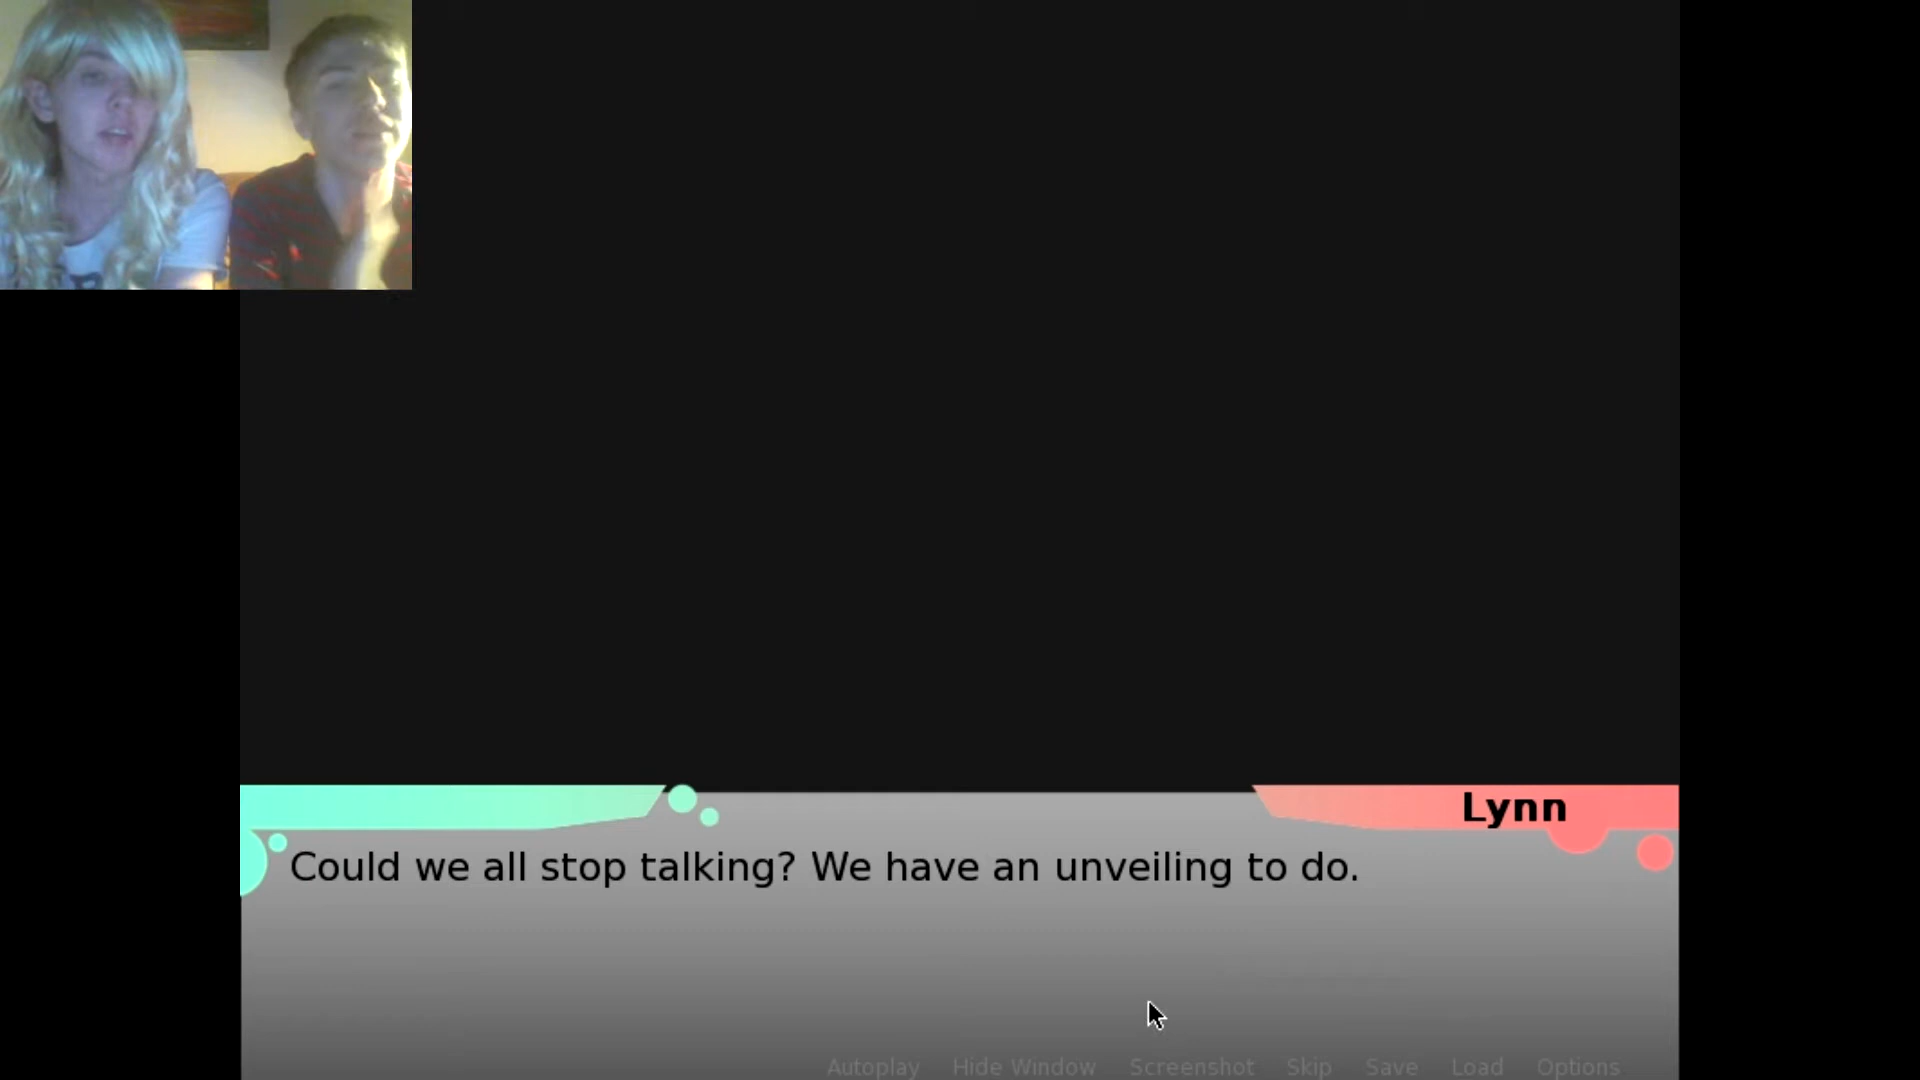 Lynn
Could we all stop talking? We have an unveiling to do.
Autoplay Hide Window Screenshot Skip Save Load Options